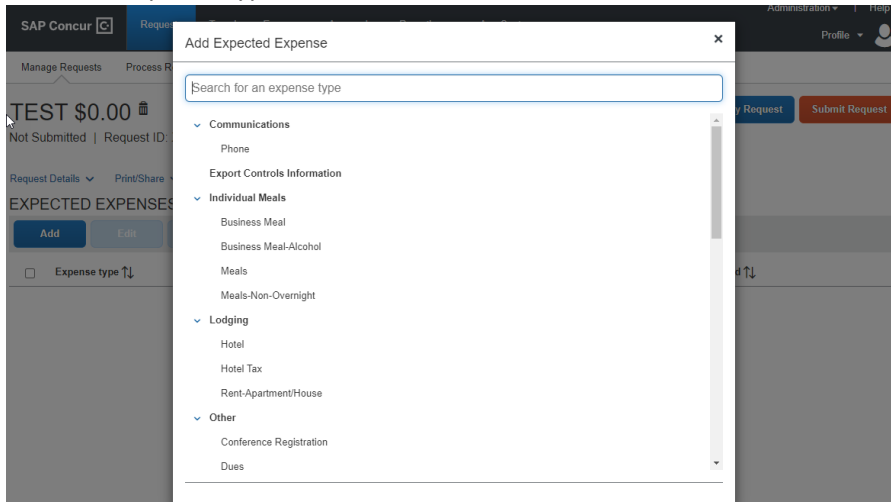 Administration | Help
SAP Concur C
Reques
Profile
Add Expected Expense
×
Manage Requests Process R
Search for an expense type
TEST $0.00
y Request Submit Request
Not Submitted | Request ID:
Communications
Phone
Export Controls Information
Request Details Print/Share
Individual Meals
EXPECTED EXPENSES
Business Meal
Add Edit
Business Meal-Alcohol
Expense type
Meals
d
Meals-Non-Overnight
Lodging
Hotel
Hotel Tax
Rent-Apartment/House
Other
Conference Registration
Dues